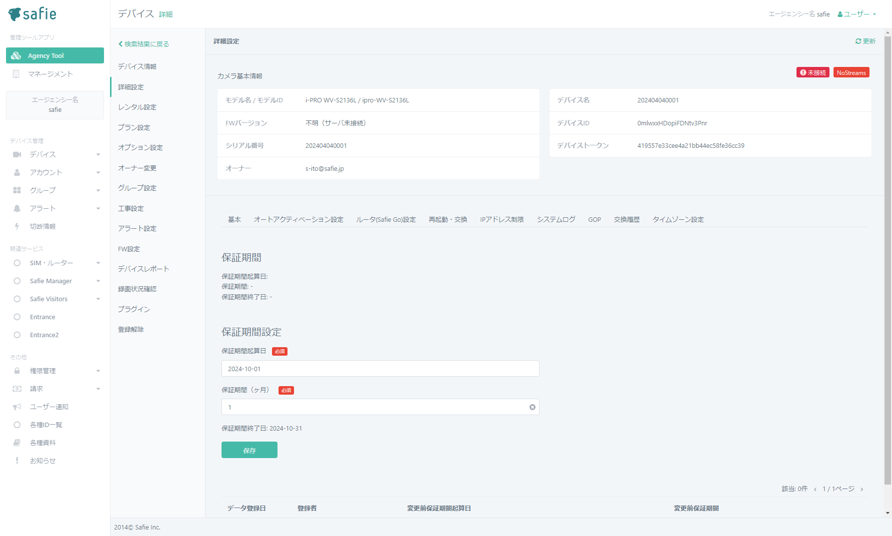 safie
デバイス 詳細
エージェンシー名 safie
ユーザー
管理ツールアプリ
Agency Tool
マネージメント
エージェンシー名
safie
デバイス管理
デバイス
アカウント
グループ
アラート
切断情報
関連サービス
SIM・ルーター
Safie Manager
Safie Visitors
Entrance
Entrance2
その他
権限管理
請求
ユーザー通知
各種ID一覧
各種資料
お知らせ
検索結果に戻る
デバイス情報
詳細設定
レンタル設定
プラン設定
オプション設定
オーナー変更
グループ設定
工事設定
アラート設定
FW設定
デバイスレポート
録画状況確認
プラグイン
登録解除
詳細設定
更新
カメラ基本情報
未接続
NoStreams
モデル名 / モデルID i-PRO WV-S2136L / ipro-WV-S2136L
FWバージョン 不明（サーバ未接続）
シリアル番号 202404040001
オーナー s-ito@safie.jp
デバイス名 202404040001
デバイスID 0mlwxxHDopiFDNtv3Pnr
デバイストークン 419557e33cee4a21bb44ec58fe36cc39
基本 オートアクティベーション設定 ルータ(Safie Go)設定 再起動・交換 IPアドレス制限 システムログ GOP 交換履歴 タイムゾーン設定
保証期間
保証期間起算日:
保証期間: -
保証期間終了日: -
保証期間設定
保証期間起算日 必須
2024-10-01
保証期間（ヶ月） 必須
1
保証期間終了日: 2024-10-31
保存
該当: 0件 ‹ 1 / 1ページ ›
データ登録日 登録者 変更前保証期間起算日 変更前保証期間
2014© Safie Inc.